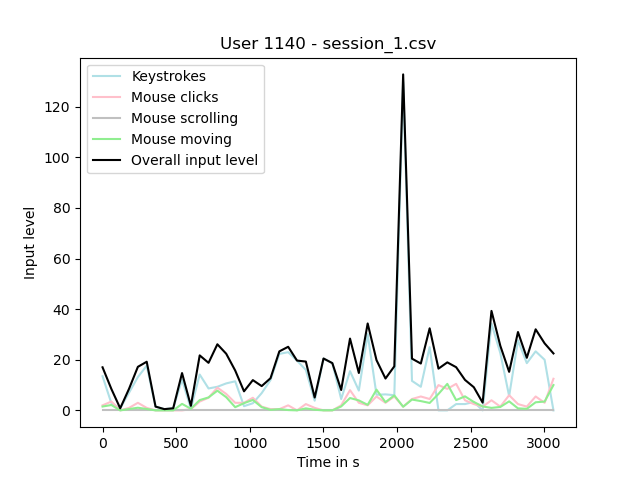 User 1140 - session_1.csv
Keystrokes
Mouse clicks
Mouse scrolling
Mouse moving
Overall input level
Input level
120
100
80
60
40
20
0
0 500 1000 1500 2000 2500 3000
Time in s